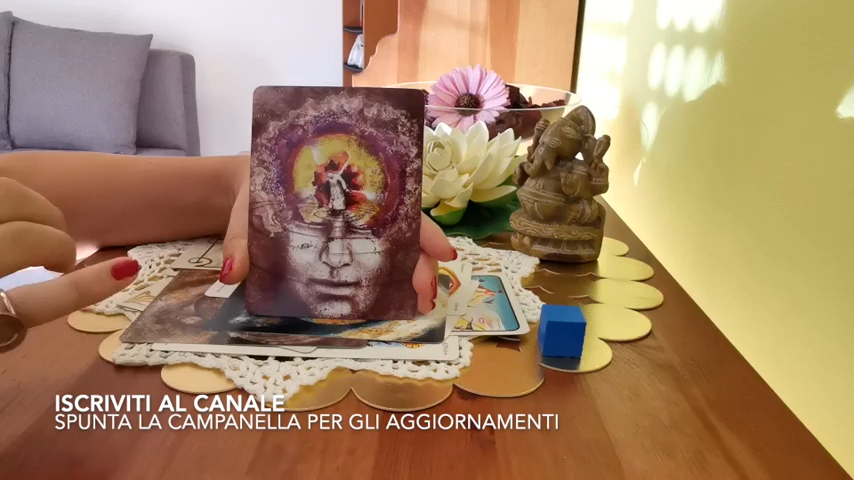 ISCRIVITI AL CANALE
SPUNTA LA CAMPANELLA PER GLI AGGIORNAMENTI